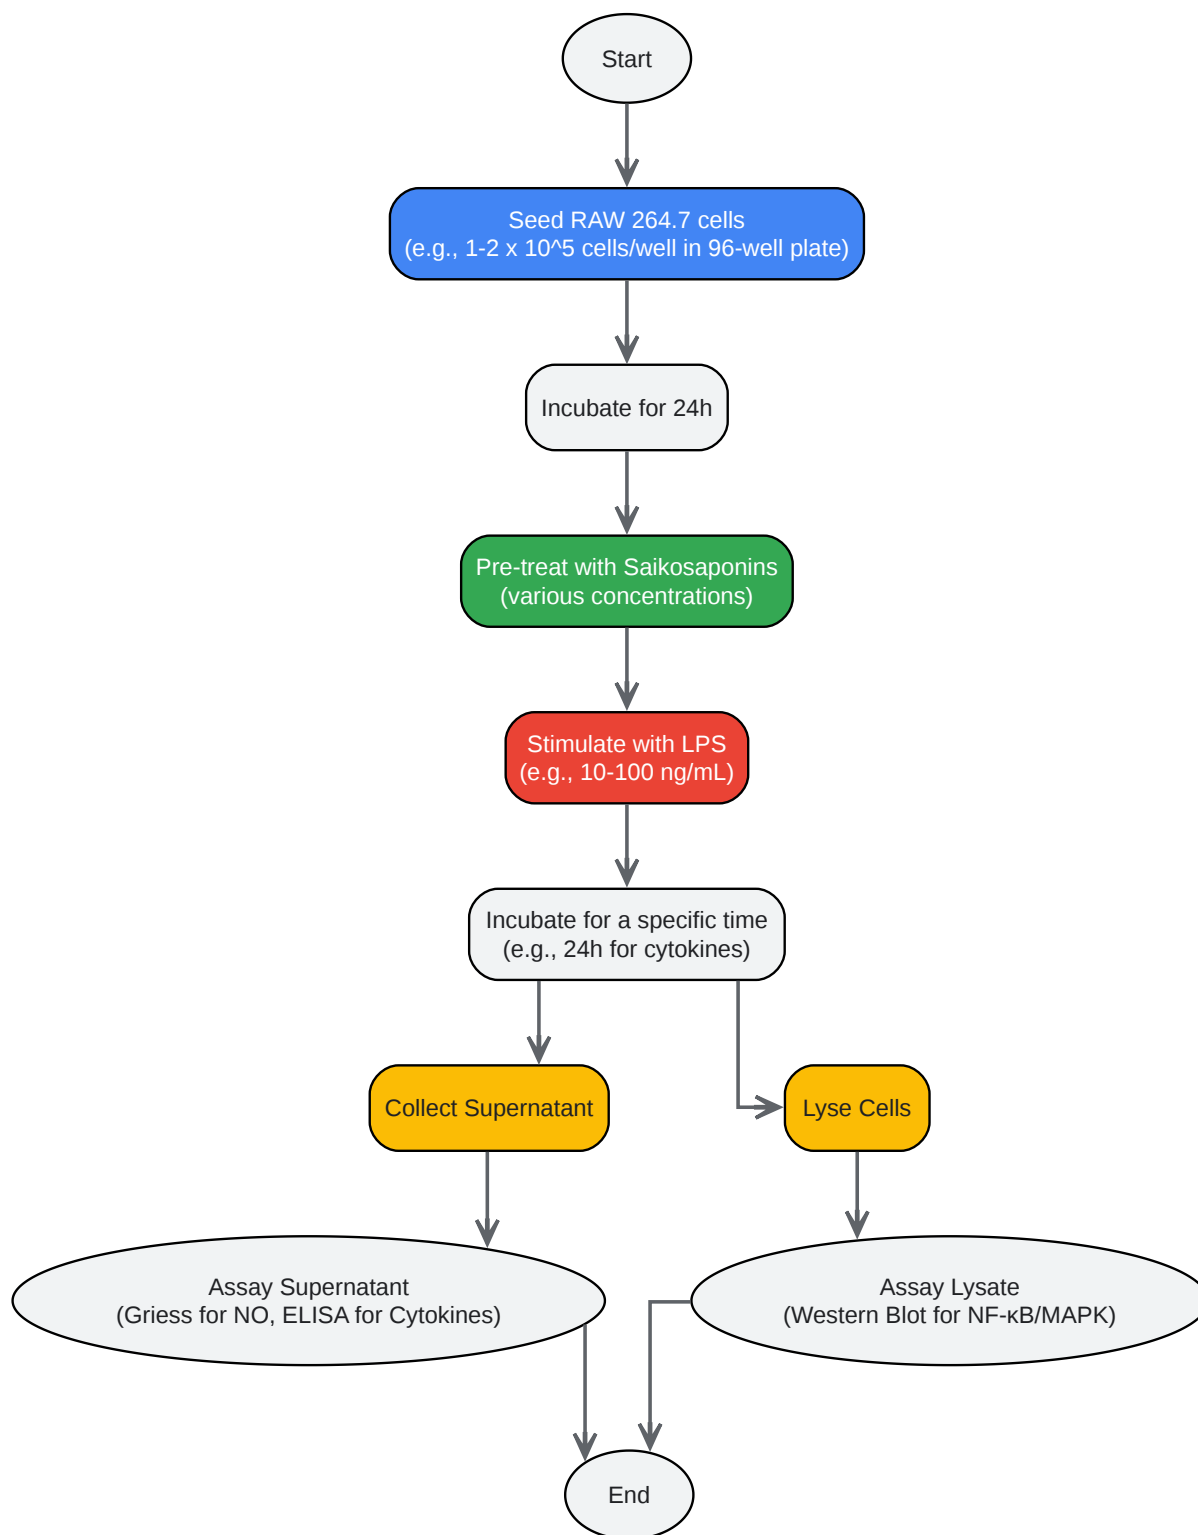 Start
Seed RAW 264.7 cells
(e.g., 1-2 x 10^5 cells/well in 96-well plate)
Incubate for 24h
Pre-treat with Saikosaponins
(various concentrations)
Stimulate with LPS
(e.g., 10-100 ng/mL)
Incubate for a specific time
(e.g., 24h for cytokines)
Collect Supernatant
Lyse Cells
Assay Supernatant
(Griess for NO, ELISA for Cytokines)
Assay Lysate
(Western Blot for NF-κB/MAPK)
End